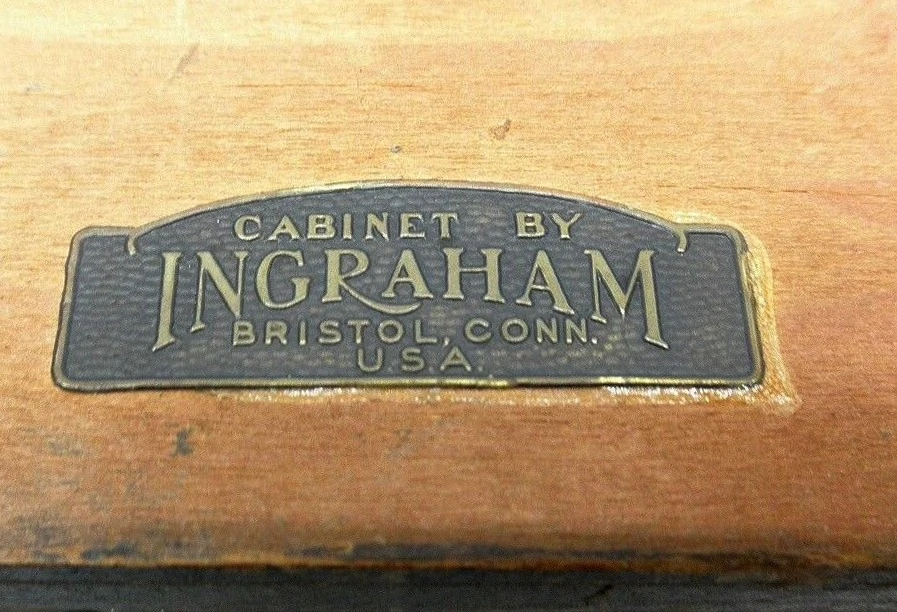 CABINET BY
INGRAHAM
BRISTOL, CONN.
U.S.A.